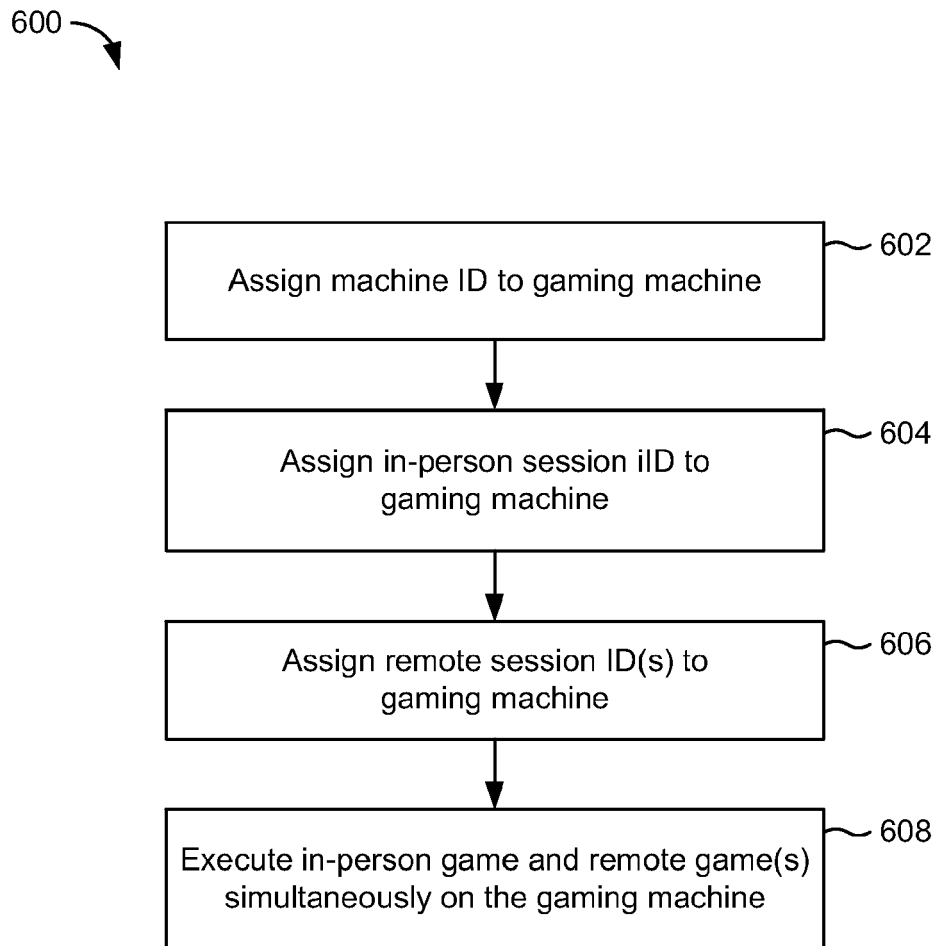 600
602
Assign machine ID to gaming machine
604
Assign in-person session iID to
gaming machine
606
Assign remote session ID(s) to
gaming machine
608
Execute in-person game and remote game(s)
simultaneously on the gaming machine